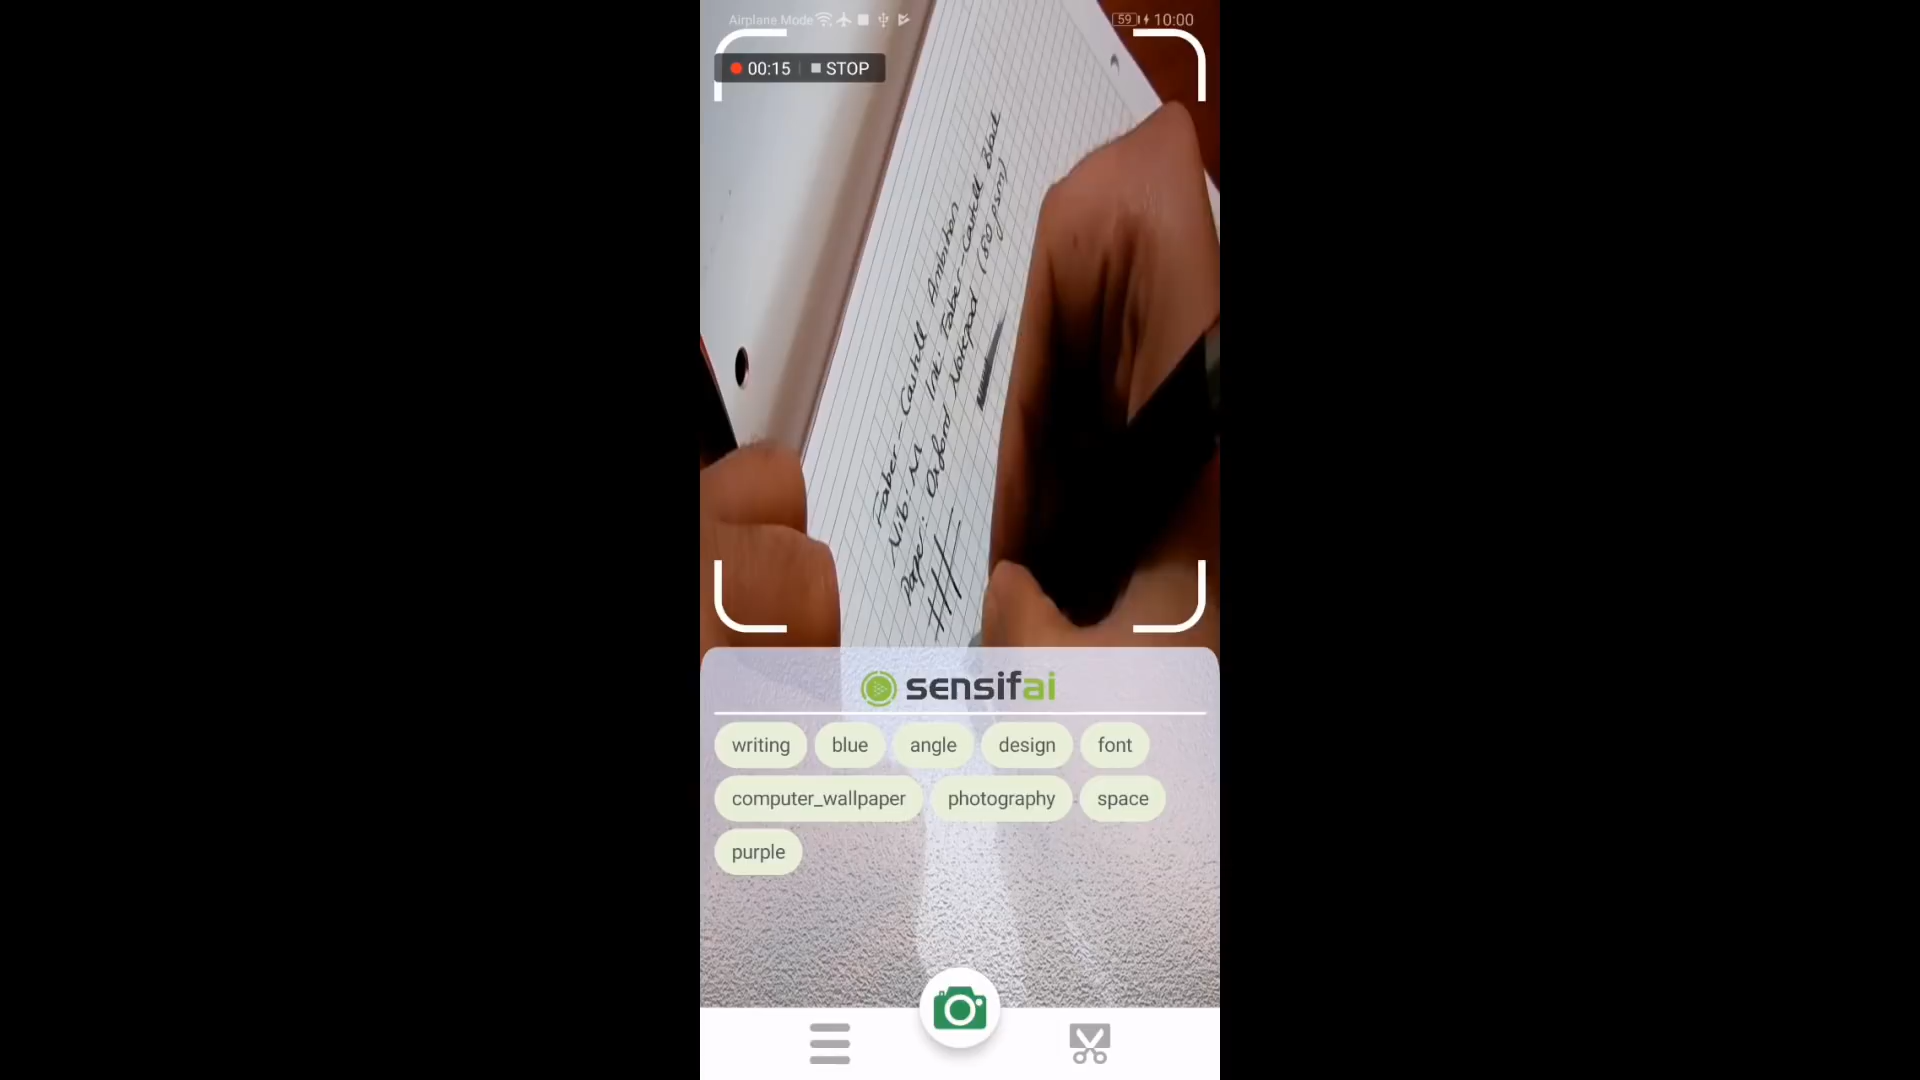 Airplane Mode
59
10:00
00:15
STOP
Faber-Castell Ambition
Nib: M Ink: Faber-Castell Black
Paper: Oxford Notepad (80 gsm)
sensifai
writing blue angle design font
computer_wallpaper photography space
purple